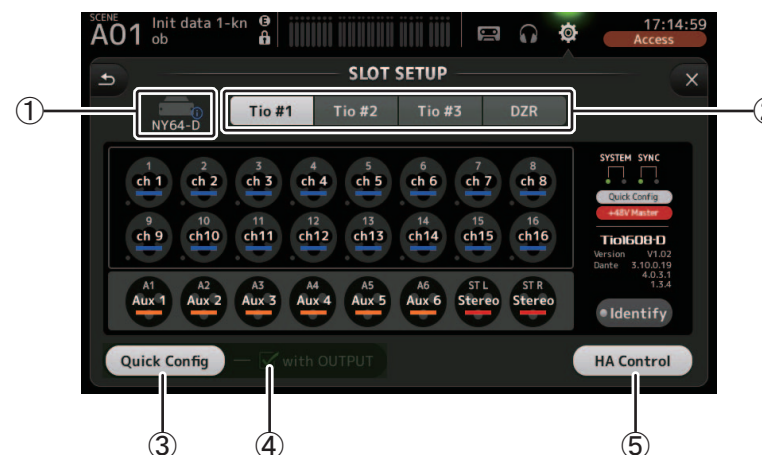 SCENE
A01 Init data 1-kn ob E 17:14:59
Access
SLOT SETUP
①
NY64-D
Tio #1 Tio #2 Tio #3 DZR
1 2 3 4 5 6 7 8
ch 1 ch 2 ch 3 ch 4 ch 5 ch 6 ch 7 ch 8
9 10 11 12 13 14 15 16
ch 9 ch10 ch11 ch12 ch13 ch14 ch15 ch16
A1 A2 A3 A4 A5 A6 ST L ST R
Aux 1 Aux 2 Aux 3 Aux 4 Aux 5 Aux 6 Stereo Stereo
SYSTEM SYNC
Quick Config
+48V Master
Tio1608-D
Version V1.02
Dante 3.10.0.19
4.0.3.1
1.3.4
Identify
Quick Config with OUTPUT HA Control
③ ④ ⑤